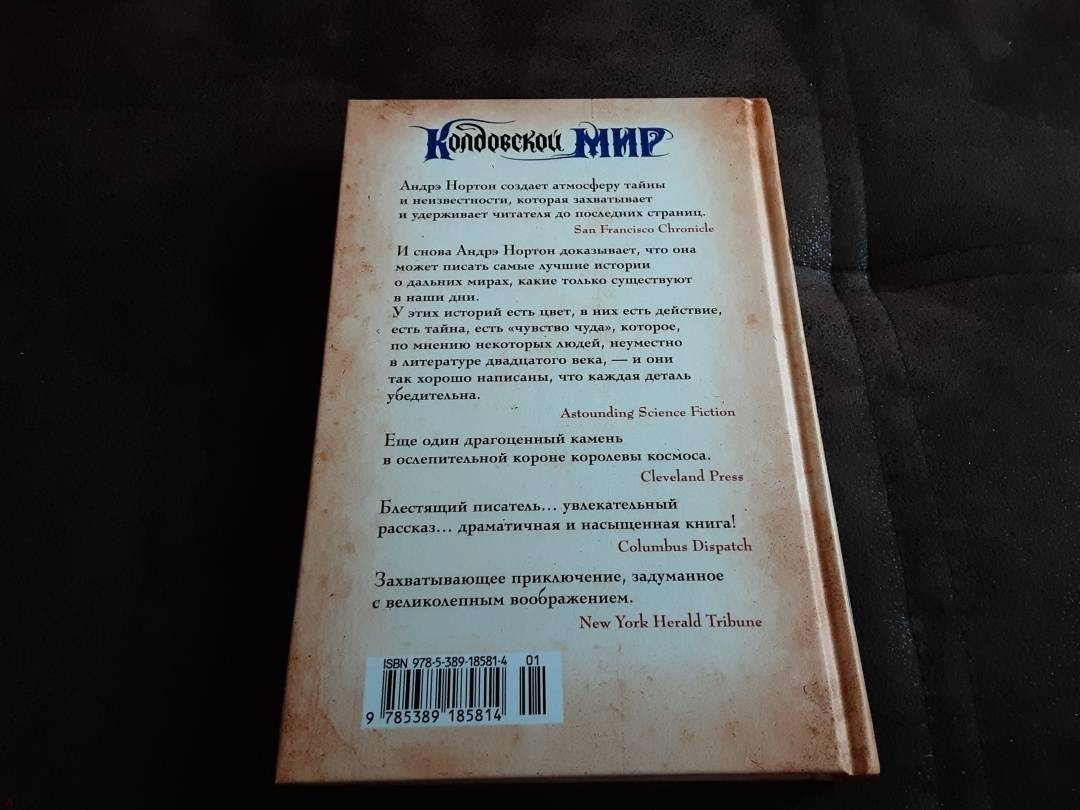 Колдовской МИР
Андрэ Нортон создает атмосферу тайны
и неизвестности, которая захватывает
и удерживает читателя до последних страниц.
San Francisco Chronicle
И снова Андрэ Нортон доказывает, что она
может писать самые лучшие истории
о дальних мирах, какие только существуют
в наши дни.
У этих историй есть цвет, в них есть действие,
есть тайна, есть «чувство чуда», которое,
по мнению некоторых людей, неуместно
в литературе двадцатого века, — и они
так хорошо написаны, что каждая деталь
убедительна.
Astounding Science Fiction
Еще один драгоценный камень
в ослепительной короне королевы космоса.
Cleveland Press
Блестящий писатель... увлекательный
рассказ... драматичная и насыщенная книга!
Columbus Dispatch
Захватывающее приключение, задуманное
с великолепным воображением.
New York Herald Tribune
ISBN 978-5-389-18581-4 01
9 785389 185814